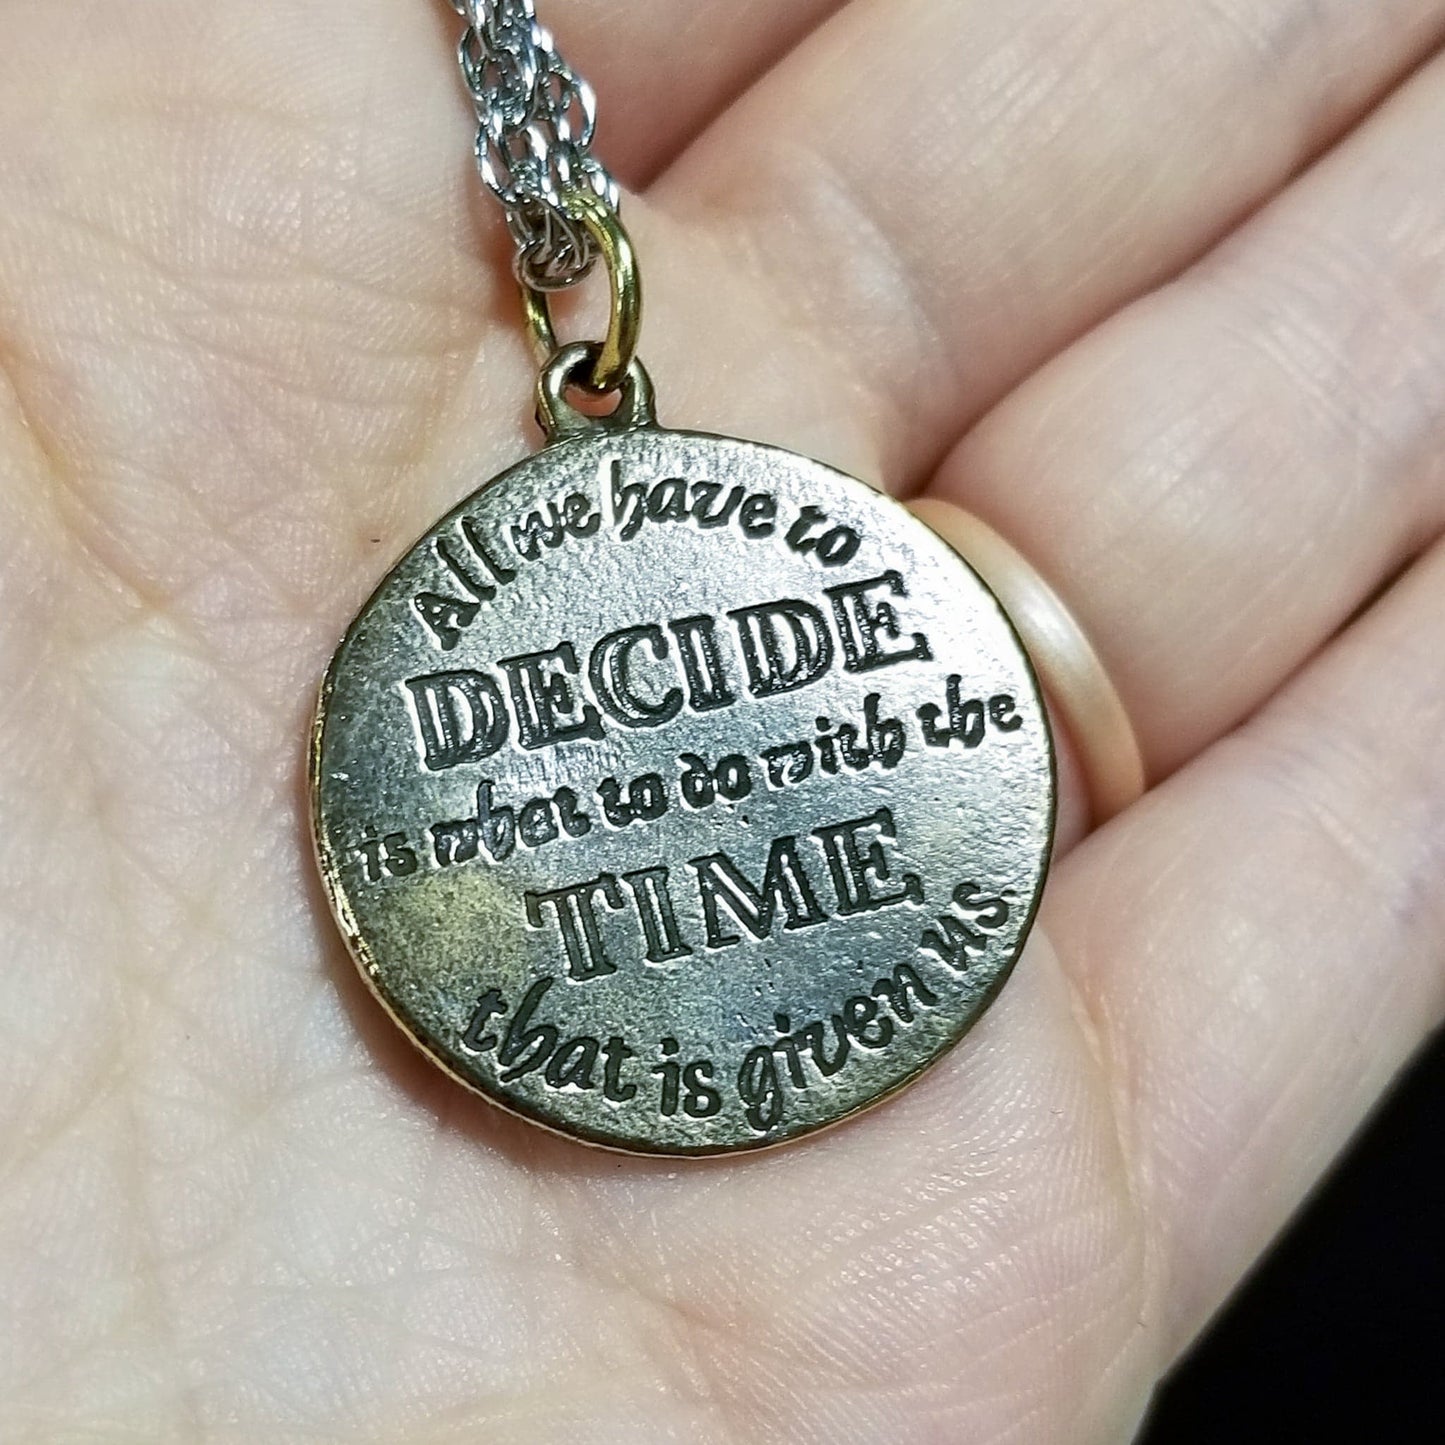 All we have to
DECIDE
is what to do with the
TIME
that is given us.